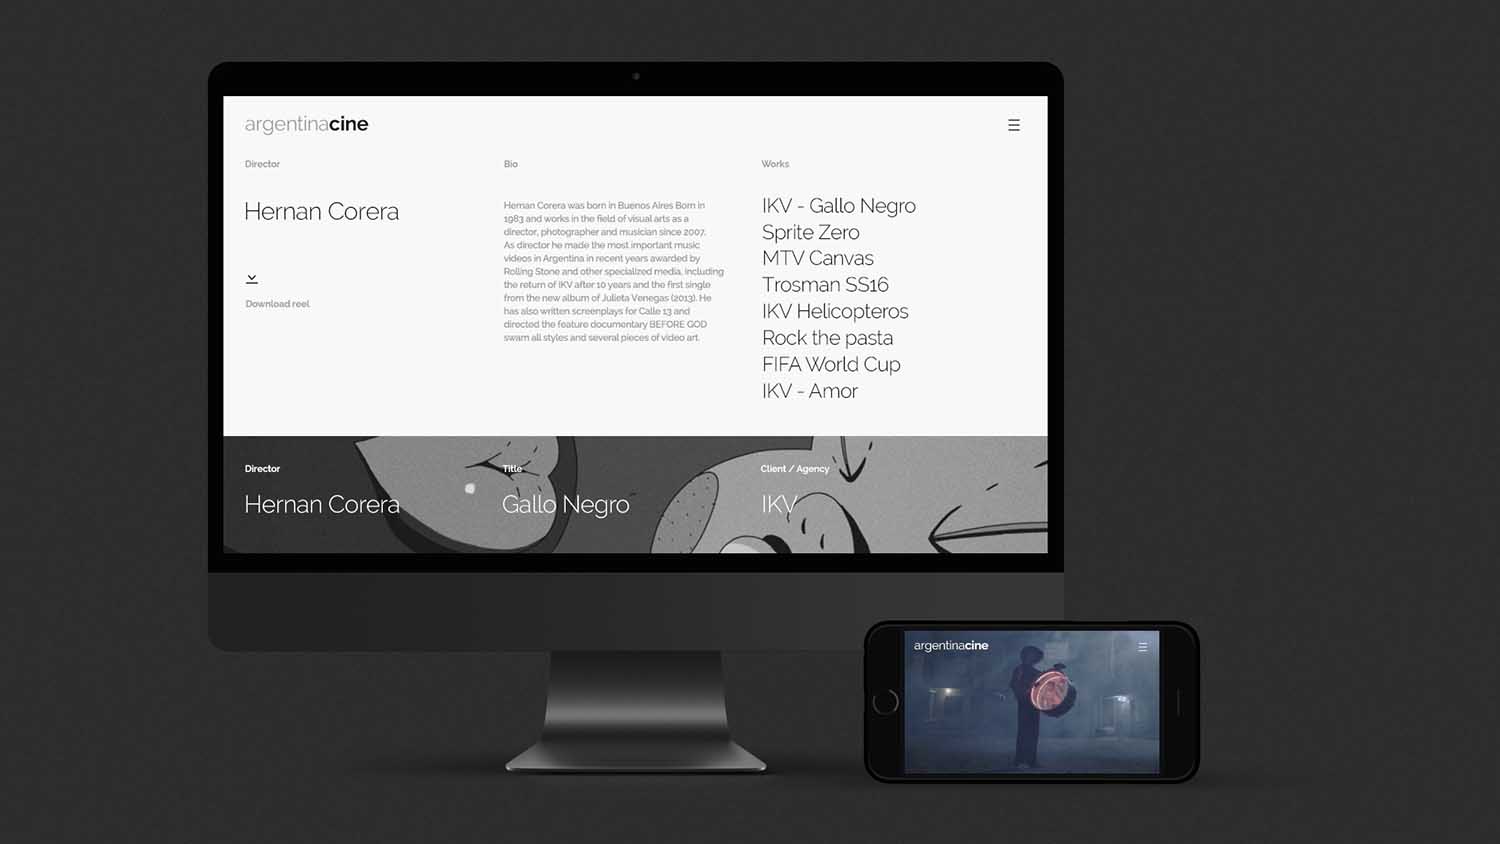 argentinacine
Director
Hernan Corera
Download reel
Bio
Hernan Corera was born in Buenos Aires Born in
1983 and works in the field of visual arts as a
director, photographer and musician since 2007.
As director he made the most important music
videos in Argentina in recent years awarded by
Rolling Stone and other specialized media, including
the return of IKV after 10 years and the first single
from the new album of Julieta Venegas (2013). He
has also written screenplays for Calle 13 and
directed the feature documentary BEFORE GOD
swam all styles and several pieces of video art.
Works
IKV - Gallo Negro
Sprite Zero
MTV Canvas
Trosman SS16
IKV Helicopteros
Rock the pasta
FIFA World Cup
IKV - Amor
Director
Hernan Corera
Title
Gallo Negro
Client / Agency
IKV
argentinacine